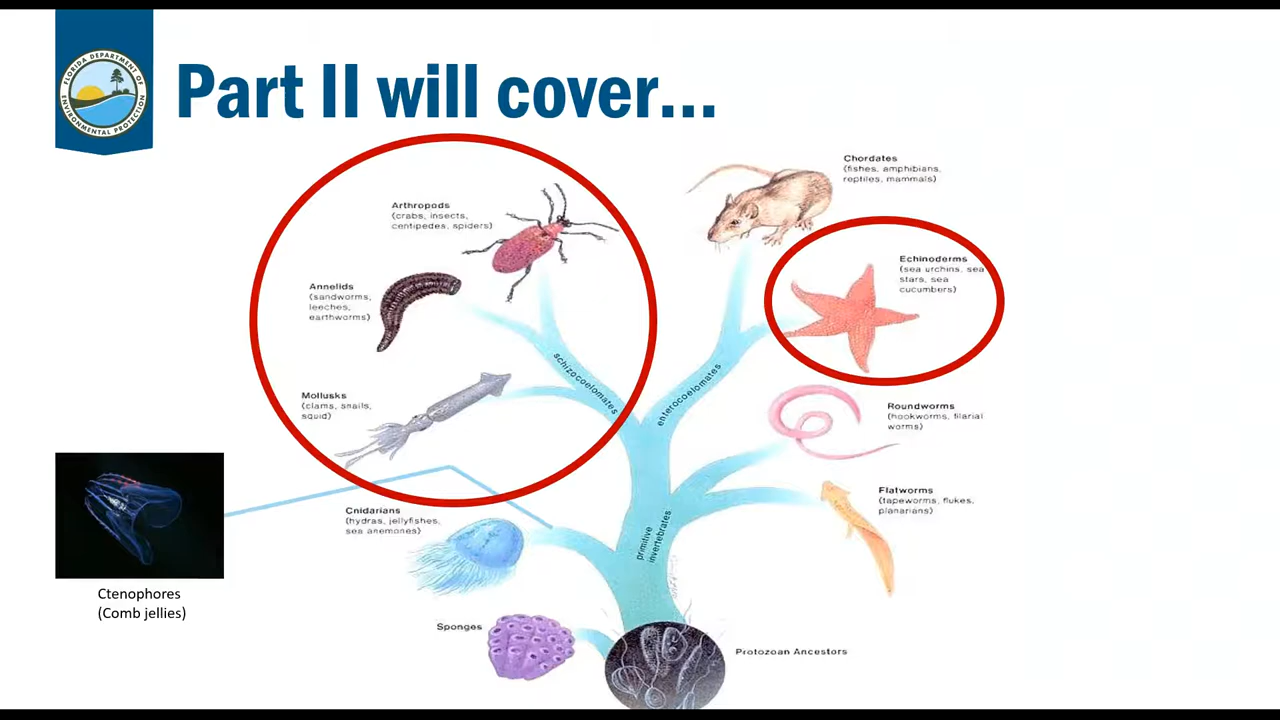 FLORIDA DEPARTMENT OF
ENVIRONMENTAL PROTECTION
Part II will cover...
Chordates
(fishes, amphibians,
reptiles, mammals)
Arthropods
(crabs, insects,
centipedes, spiders)
Echinoderms
(sea urchins, sea
stars, sea
cucumbers)
Annelids
(sandworms,
leeches,
earthworms)
schizocoelomates
enterocoelomates
Mollusks
(clams, snails,
squid)
Roundworms
(hookworms, filarial
worms)
Flatworms
(tapeworms, flukes,
planarians)
Cnidarians
(hydras, jellyfishes,
sea anemones)
primitive
invertebrates
Ctenophores
(Comb jellies)
Sponges
Protozoan Ancestors